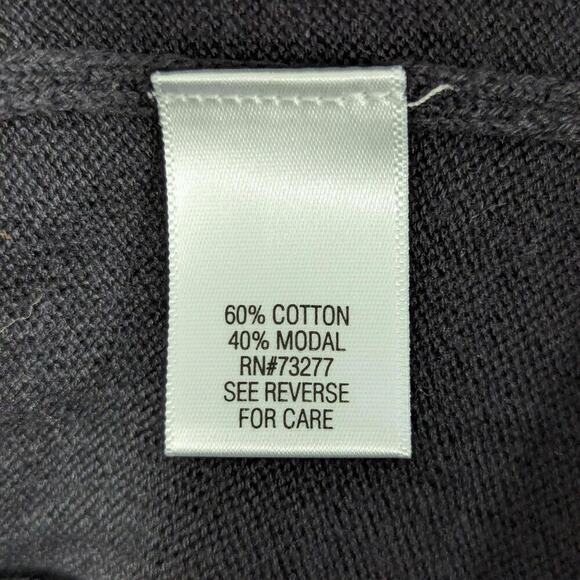 60% COTTON
40% MODAL
RN#73277
SEE REVERSE
FOR CARE